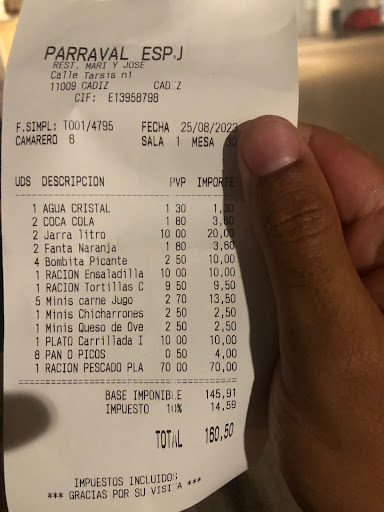 PARRAVAL ESP.J
REST. MARI Y JOSE
Calle Tarsis n1
11009 CADIZ CADIZ
CIF: E13958798
F.SIMPL: T001/4795 FECHA 25/08/2023
CAMARERO 6 SALA 1 MESA 30
UDS DESCRIPCION PVP IMPORTE
1 AGUA CRISTAL 1 30 1,30
2 COCA COLA 1 80 3,60
2 Jarra litro 10 00 20,00
2 Fanta Naranja 1 80 3,60
4 Bombita Picante 2 50 10,00
1 RACION Ensaladilla 10 00 10,00
1 RACION Tortillas C 9 50 9,50
5 Minis carne Jugo 2 70 13,50
1 Minis Chicharrones 2 50 2,50
1 Minis Queso de Ove 2 50 2,50
1 PLATO Carrillada I 10 00 10,00
8 PAN O PICOS 0 50 4,00
1 RACION PESCADO PLA 70 00 70,00
BASE IMPONIBLE 145,91
IMPUESTO 10% 14,59
TOTAL 160,50
IMPUESTOS INCLUIDOS
*** GRACIAS POR SU VISITA ***